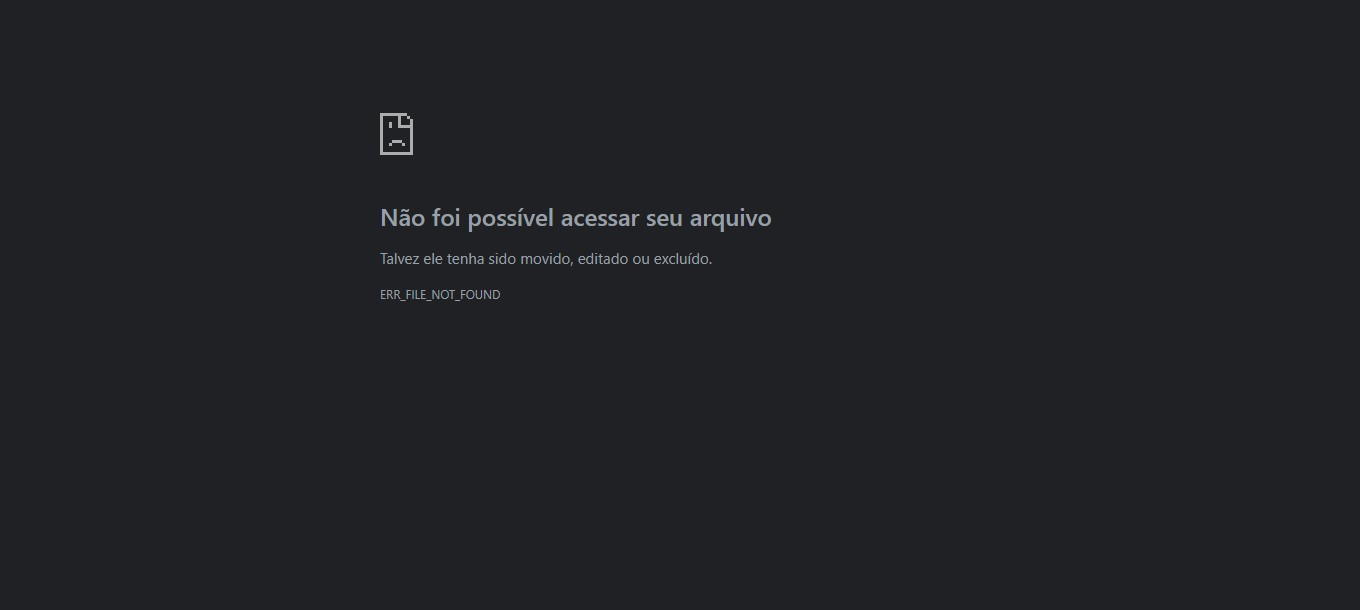 Não foi possível acessar seu arquivo
Talvez ele tenha sido movido, editado ou excluído.
ERR_FILE_NOT_FOUND